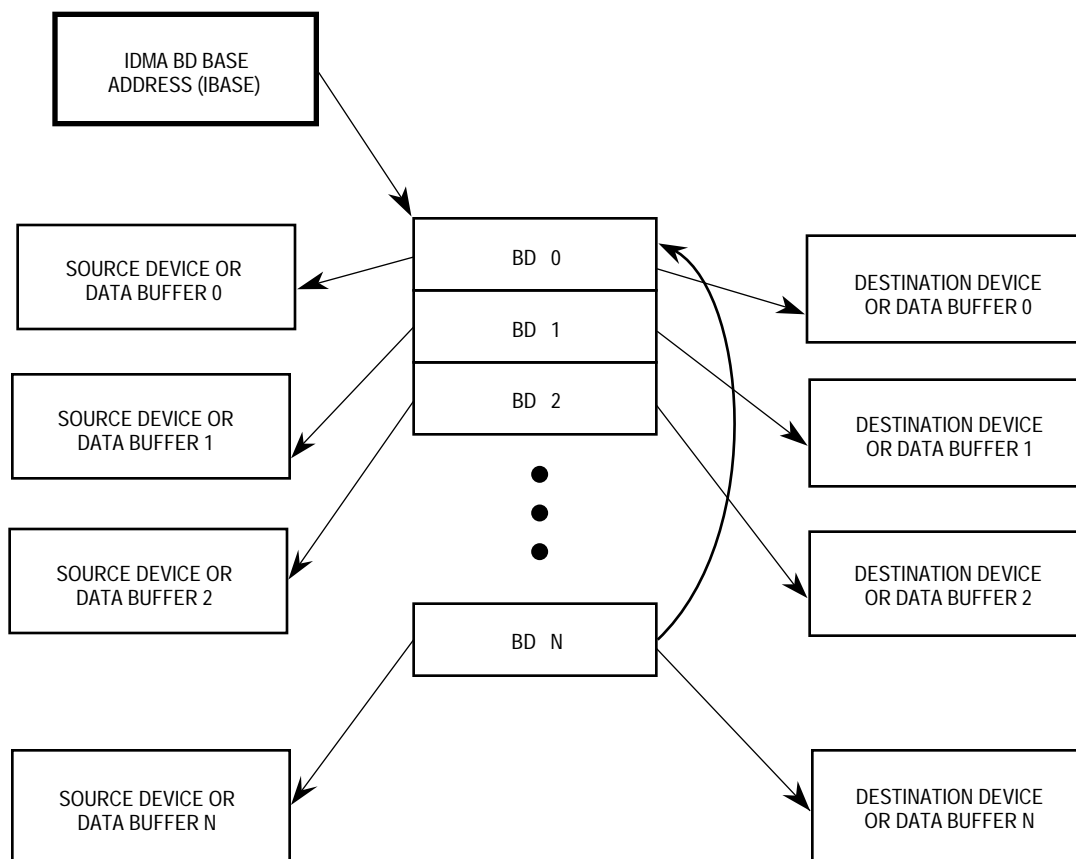 IDMA BD BASE
ADDRESS (IBASE)
SOURCE DEVICE OR
DATA BUFFER 0
BD 0
DESTINATION DEVICE
OR DATA BUFFER 0
BD 1
SOURCE DEVICE OR
DATA BUFFER 1
BD 2
DESTINATION DEVICE
OR DATA BUFFER 1
SOURCE DEVICE OR
DATA BUFFER 2
DESTINATION DEVICE
OR DATA BUFFER 2
BD N
SOURCE DEVICE OR
DATA BUFFER N
DESTINATION DEVICE
OR DATA BUFFER N